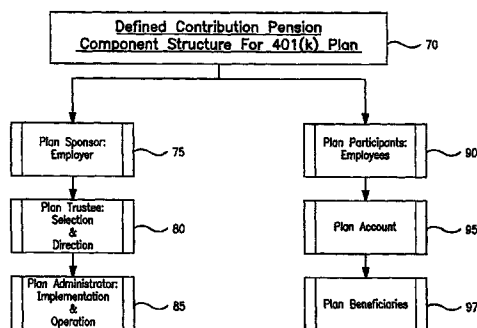 Defined Contribution Pension
Component Structure For 401(k) Plan
70
Plan Sponsor:
Employer
75
Plan Trustee:
Selection
&
Direction
80
Plan Administrator:
Implementation
&
Operation
85
Plan Participants:
Employees
90
Plan Account
95
Plan Beneficiaries
97